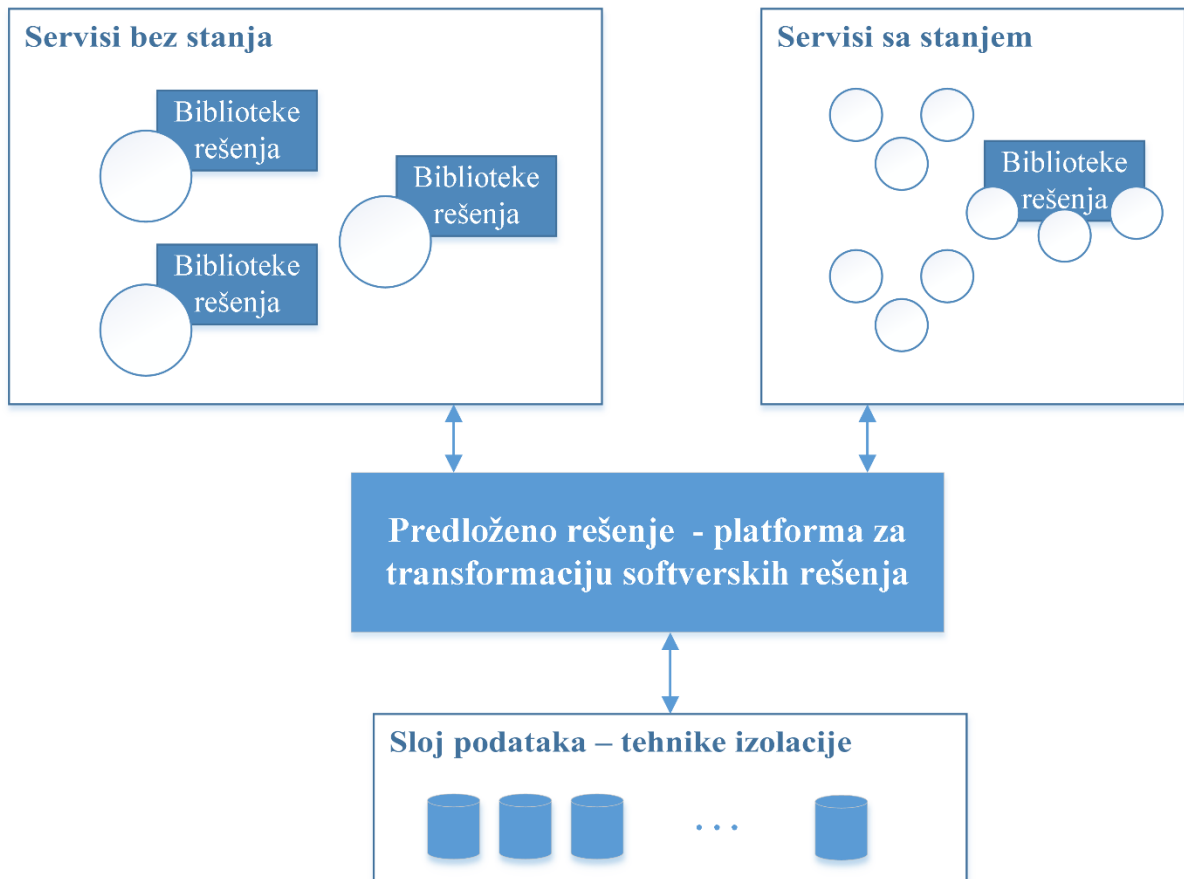 Servisi bez stanja
Biblioteke
rešenja
Biblioteke
rešenja
Biblioteke
rešenja
Servisi sa stanjem
Biblioteke
rešenja
Predloženo rešenje - platforma za
transformaciju softverskih rešenja
Sloj podataka – tehnike izolacije
. . .